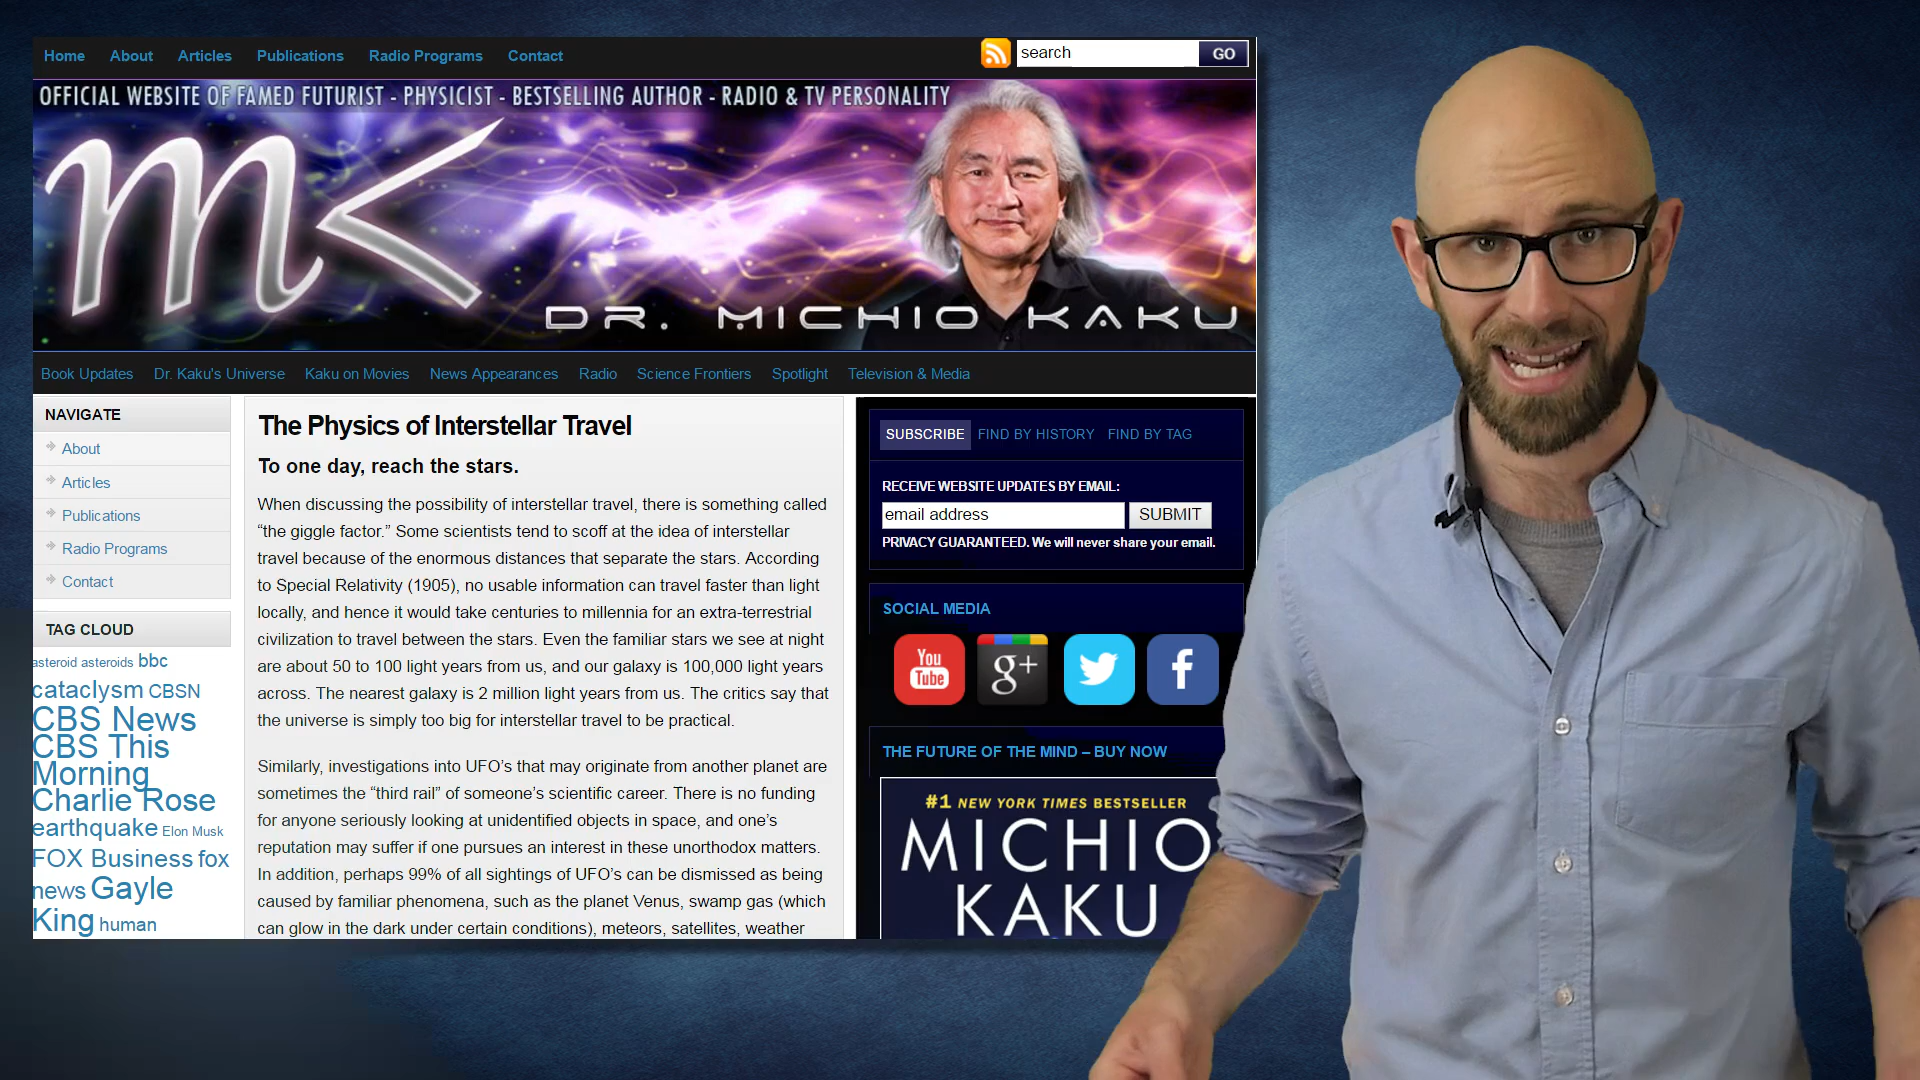 Home About Articles Publications Radio Programs Contact
search GO
OFFICIAL WEBSITE OF FAMED FUTURIST - PHYSICIST - BESTSELLING AUTHOR - RADIO & TV PERSONALITY
mK
DR. MICHIO KAKU
Book Updates Dr. Kaku's Universe Kaku on Movies News Appearances Radio Science Frontiers Spotlight Television & Media
NAVIGATE
About
Articles
Publications
Radio Programs
Contact
TAG CLOUD
asteroid asteroids bbc
cataclysm CBSN
CBS News
CBS This
Morning
Charlie Rose
earthquake Elon Musk
FOX Business fox
news Gayle
King human
The Physics of Interstellar Travel
To one day, reach the stars.
When discussing the possibility of interstellar travel, there is something called
“the giggle factor.” Some scientists tend to scoff at the idea of interstellar
travel because of the enormous distances that separate the stars. According
to Special Relativity (1905), no usable information can travel faster than light
locally, and hence it would take centuries to millennia for an extra-terrestrial
civilization to travel between the stars. Even the familiar stars we see at night
are about 50 to 100 light years from us, and our galaxy is 100,000 light years
across. The nearest galaxy is 2 million light years from us. The critics say that
the universe is simply too big for interstellar travel to be practical.
Similarly, investigations into UFO’s that may originate from another planet are
sometimes the “third rail” of someone’s scientific career. There is no funding
for anyone seriously looking at unidentified objects in space, and one’s
reputation may suffer if one pursues an interest in these unorthodox matters.
In addition, perhaps 99% of all sightings of UFO’s can be dismissed as being
caused by familiar phenomena, such as the planet Venus, swamp gas (which
can glow in the dark under certain conditions), meteors, satellites, weather
SUBSCRIBE FIND BY HISTORY FIND BY TAG
RECEIVE WEBSITE UPDATES BY EMAIL:
email address SUBMIT
PRIVACY GUARANTEED. We will never share your email.
SOCIAL MEDIA
You
Tube g+ f
THE FUTURE OF THE MIND – BUY NOW
#1 NEW YORK TIMES BESTSELLER
MICHIO
KAKU